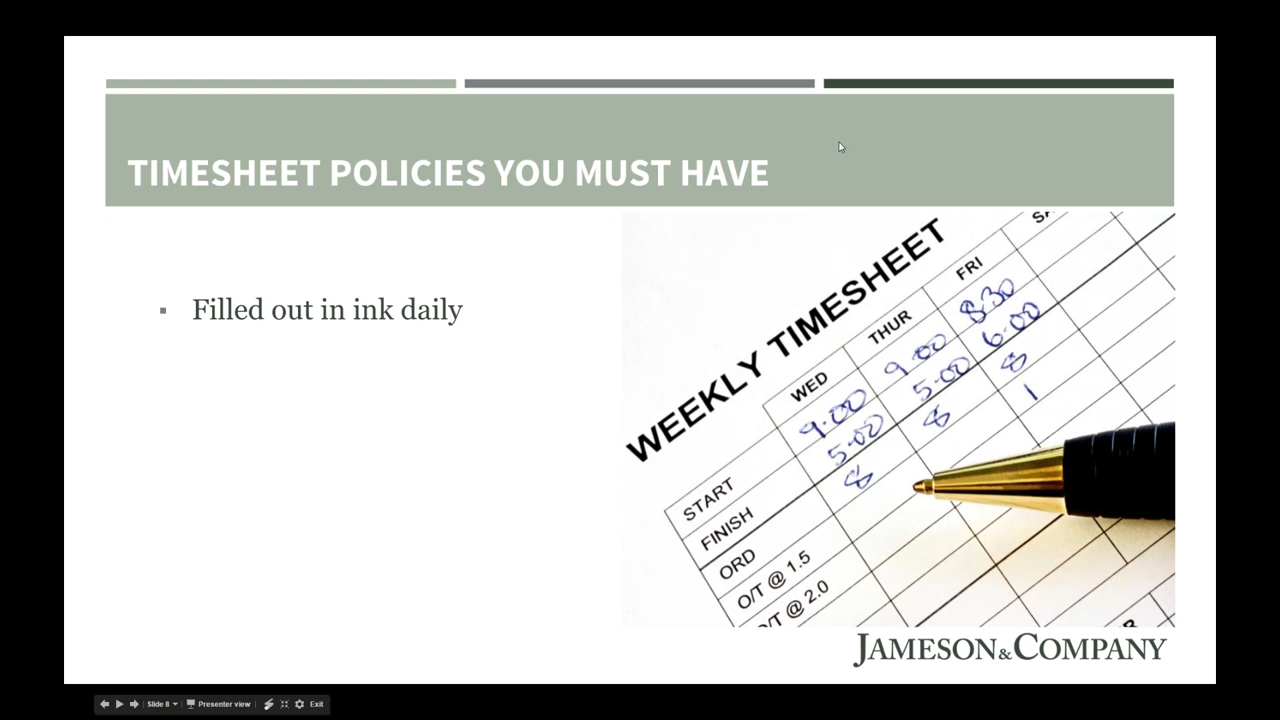 TIMESHEET POLICIES YOU MUST HAVE
▪ Filled out in ink daily
WEEKLY TIMESHEET
WED THUR FRI
START 9.00 9.00 8.30
FINISH 5.00 5.00 6.00
ORD 8 8 8
O/T @ 1.5 1
O/T @ 2.0
JAMESON&COMPANY
Slide 8 Presenter view Exit